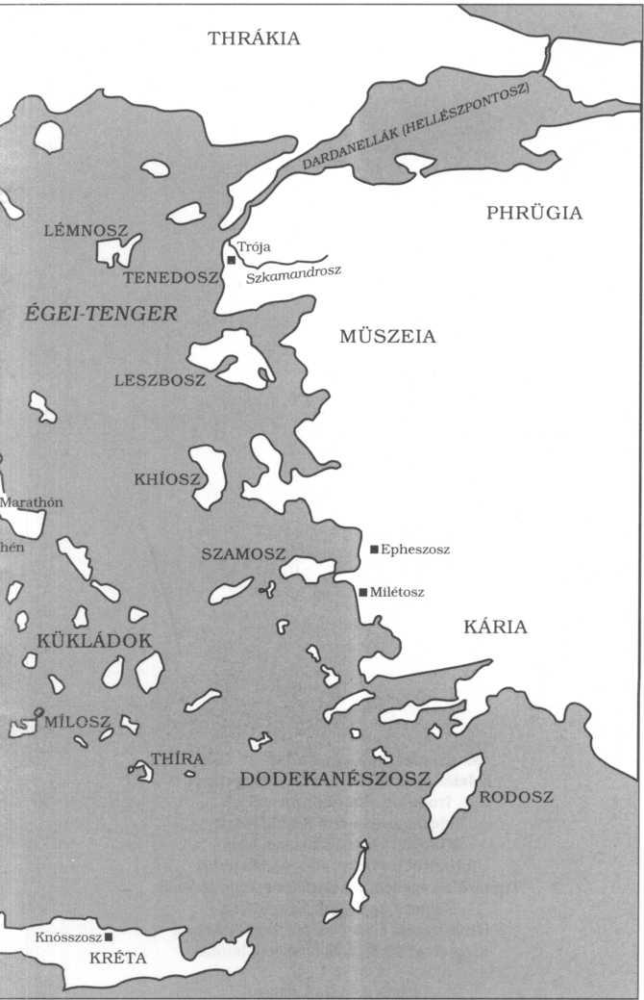 THRÁKIA
DARDANELLÁK (HELLÉSZPONTOSZ)
PHRÜGIA
LÉMNOSZ
Trója
TENEDOSZ
Szkamandrosz
ÉGEI-TENGER
MÜSZEIA
LESZBOSZ
KHÍOSZ
Marathón
hén
SZAMOSZ
Epheszosz
Milétosz
KÁRIA
KÜKLÁDOK
MÍLOSZ
THÍRA
DODEKANÉSZOSZ
RODOSZ
Knósszosz
KRÉTA